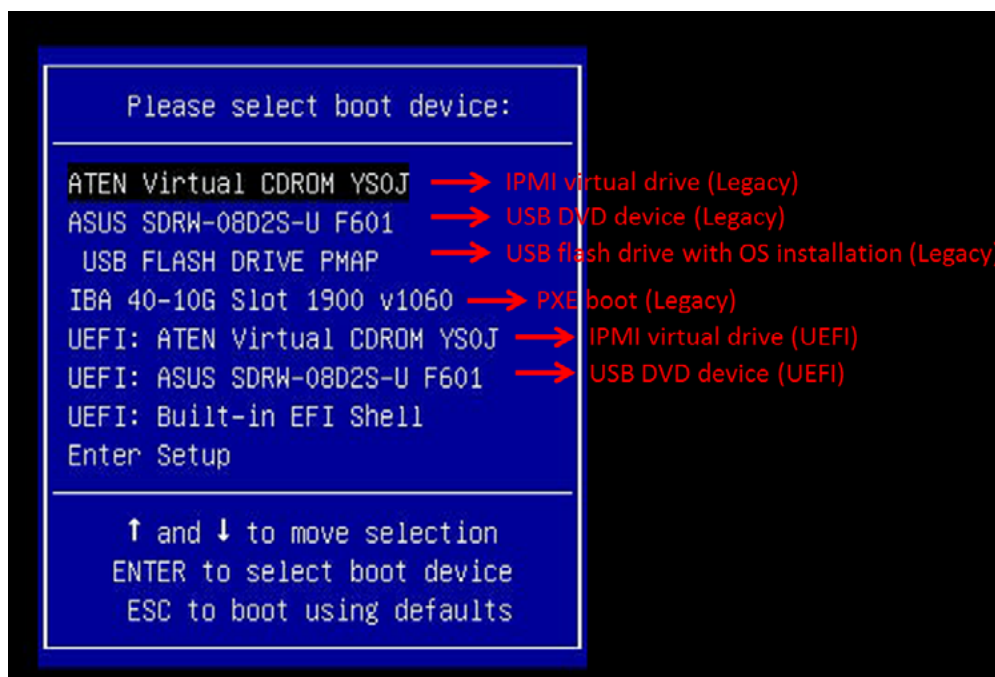 Please select boot device:
ATEN Virtual CDROM YS0J → IPMI virtual drive (Legacy)
ASUS SDRW-08D2S-U F601 → USB DVD device (Legacy)
USB FLASH DRIVE PMAP → USB flash drive with OS installation (Legacy)
IBA 40-10G Slot 1900 v1060 → PXE boot (Legacy)
UEFI: ATEN Virtual CDROM YS0J → IPMI virtual drive (UEFI)
UEFI: ASUS SDRW-08D2S-U F601 → USB DVD device (UEFI)
UEFI: Built-in EFI Shell
Enter Setup
↑ and ↓ to move selection
ENTER to select boot device
ESC to boot using defaults